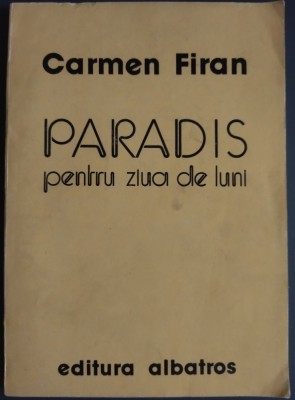 Carmen Firan
PARADIS
pentru ziua de luni
editura albatros